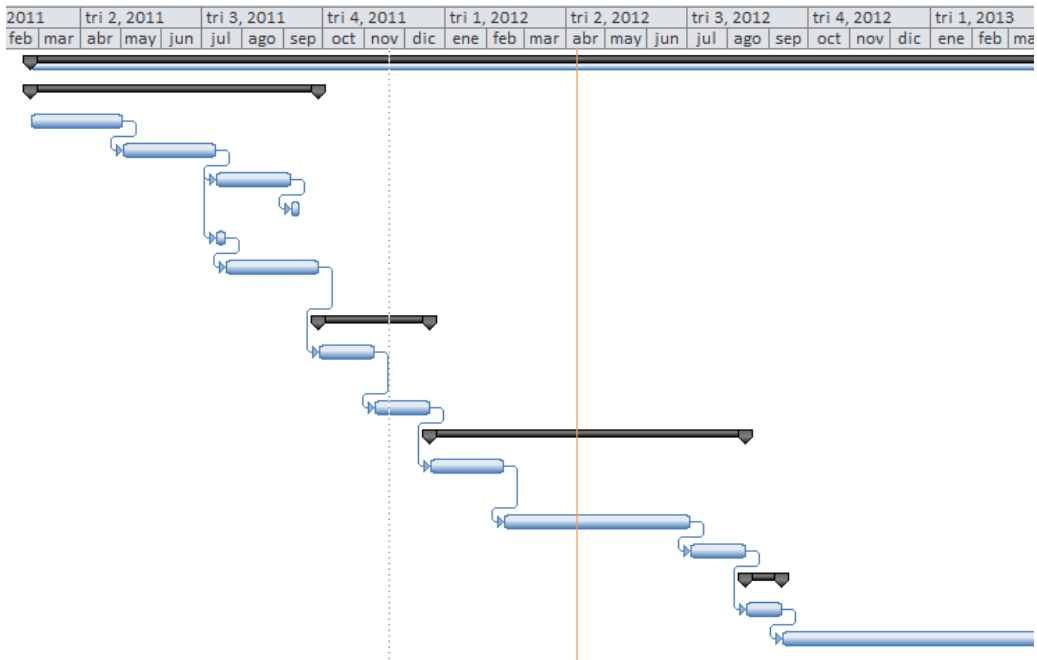 2011 tri 2, 2011 tri 3, 2011 tri 4, 2011 tri 1, 2012 tri 2, 2012 tri 3, 2012 tri 4, 2012 tri 1, 2013
feb mar abr may jun jul ago sep oct nov dic ene feb mar abr may jun jul ago sep oct nov dic ene feb ma